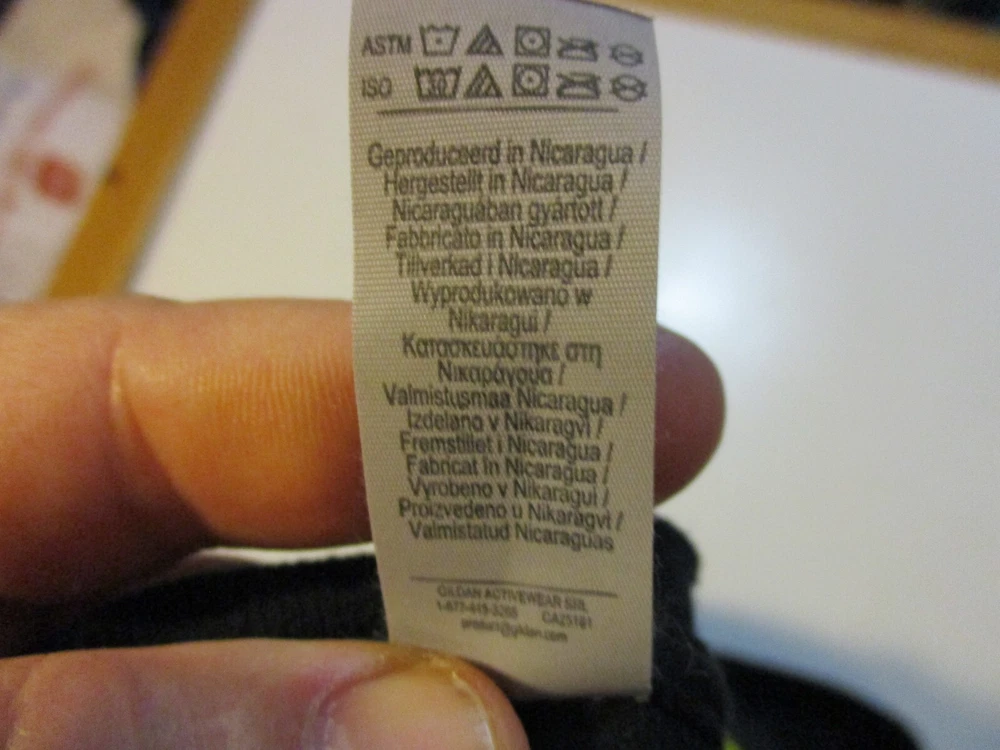 ASTM
ISO 30
Geproduceerd in Nicaragua /
Hergestellt in Nicaragua /
Nicaraguában gyártott /
Fabbricato in Nicaragua /
Tillverkad i Nicaragua /
Wyprodukowano w
Nikaragui /
Κατασκευάστηκε στη
Νικαράγουα /
Valmistusmaa Nicaragua /
Izdelano v Nikaragvi /
Fremstillet i Nicaragua /
Fabricat în Nicaragua /
Vyrobeno v Nikaragui /
Proizvedeno u Nikaragvi /
Valmistatud Nicaraguas
GILDAN ACTIVEWEAR SRL
CA25181